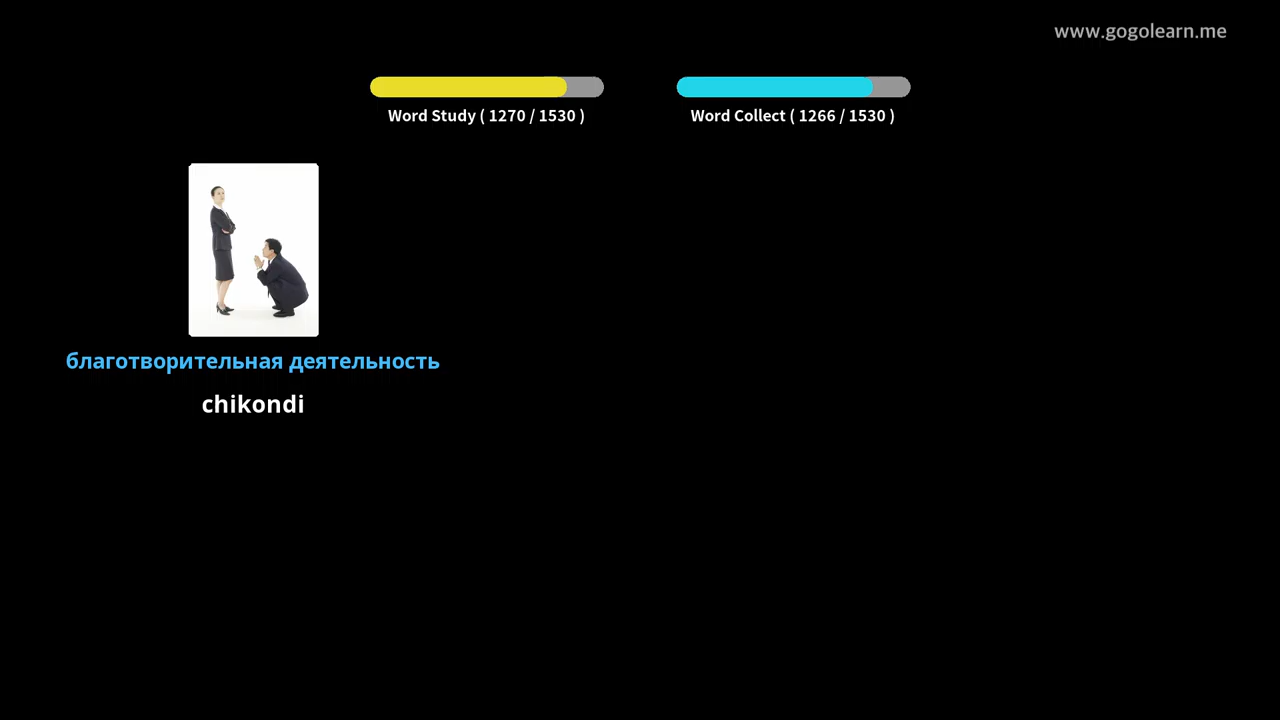 www.gogolearn.me
Word Study ( 1270 / 1530 )
Word Collect ( 1266 / 1530 )
благотворительная деятельность
chikondi